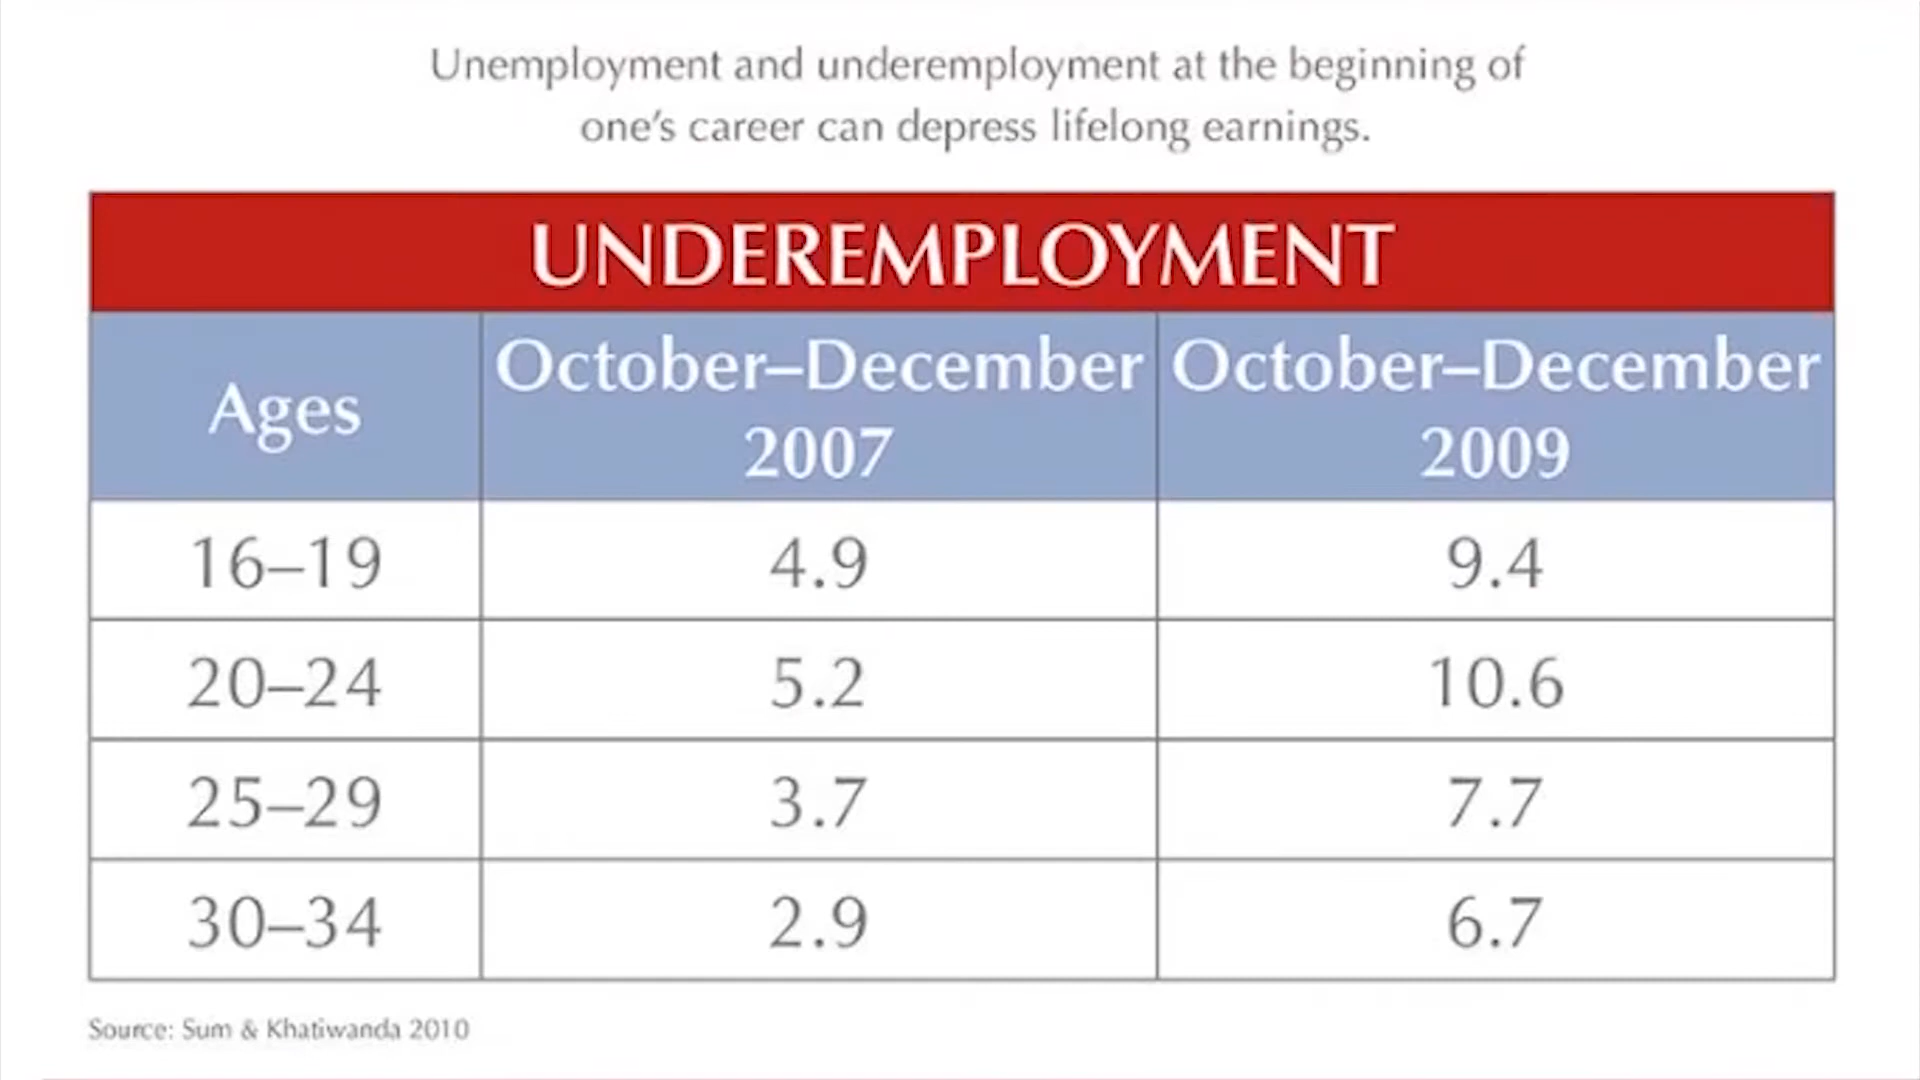 Unemployment and underemployment at the beginning of
one's career can depress lifelong earnings.
UNDEREMPLOYMENT
Ages
October–December
2007
October–December
2009
16–19 4.9 9.4
20–24 5.2 10.6
25–29 3.7 7.7
30–34 2.9 6.7
Source: Sum & Khatiwanda 2010